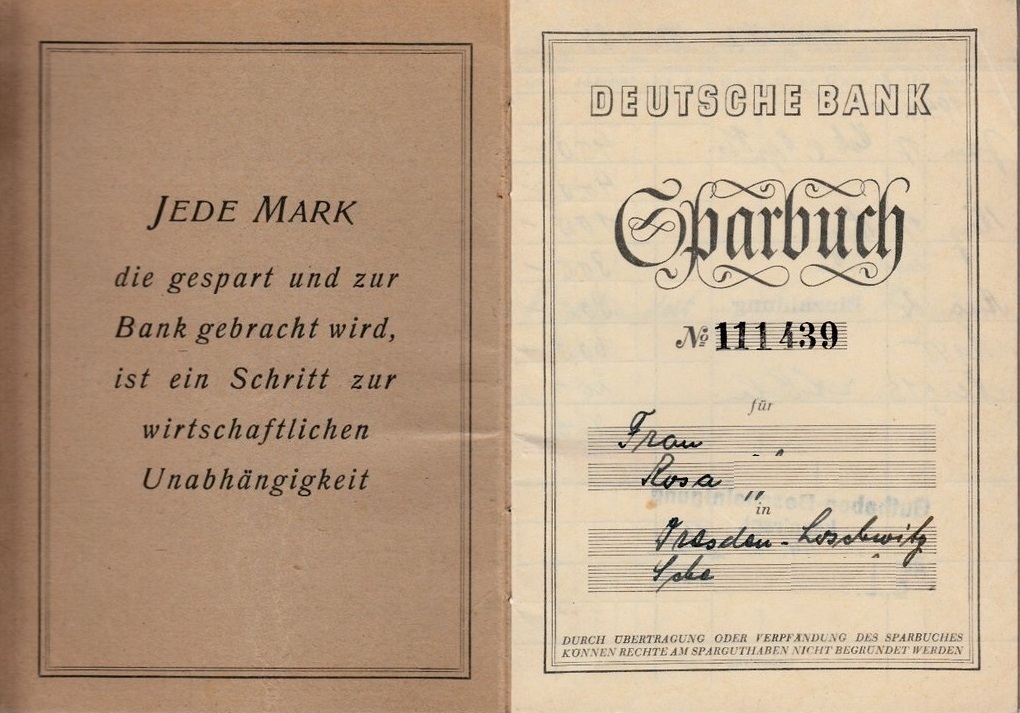 JEDE MARK
die gespart und zur
Bank gebracht wird,
ist ein Schritt zur
wirtschaftlichen
Unabhängigkeit
DEUTSCHE BANK
Sparbuch
№ 111439
für
Frau
Rosa
in
Dresden-Loschwitz
DURCH ÜBERTRAGUNG ODER VERPFÄNDUNG DES SPARBUCHES
KÖNNEN RECHTE AM SPARGUTHABEN NICHT BEGRÜNDET WERDEN